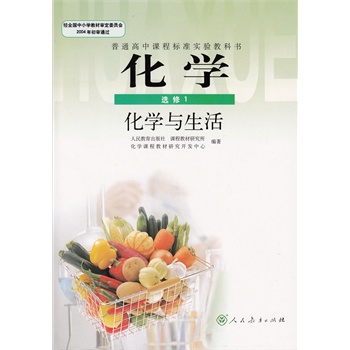 经全国中小学教材审定委员会
2004年初审通过
普通高中课程标准实验教科书
化学
选修 1
化学与生活
人民教育出版社 课程教材研究所
化学课程教材研究开发中心
编著
人民教育出版社